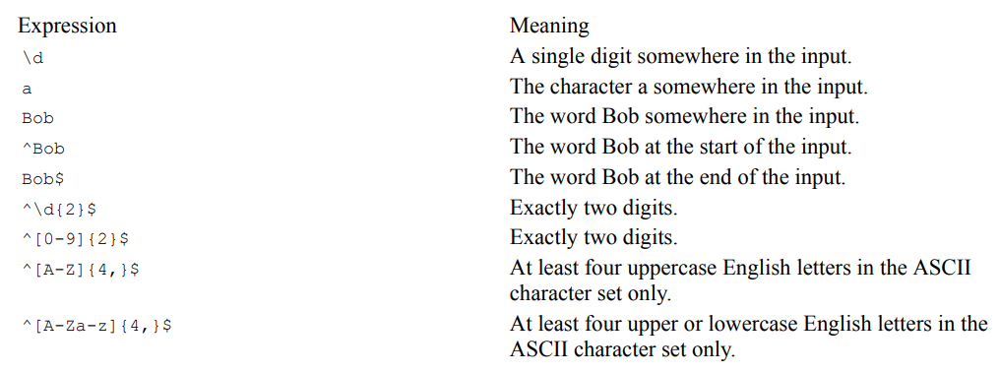 Expression Meaning
\d A single digit somewhere in the input.
a The character a somewhere in the input.
Bob The word Bob somewhere in the input.
^Bob The word Bob at the start of the input.
Bob$ The word Bob at the end of the input.
^\d{2}$ Exactly two digits.
^[0-9]{2}$ Exactly two digits.
^[A-Z]{4,}$ At least four uppercase English letters in the ASCII
character set only.
^[A-Za-z]{4,}$ At least four upper or lowercase English letters in the
ASCII character set only.